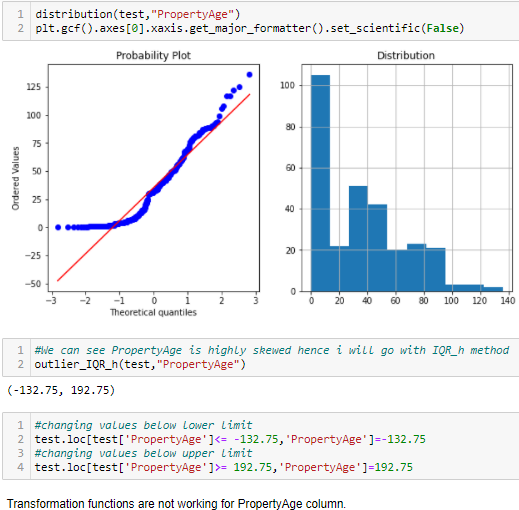 1 distribution(test,"PropertyAge")
2 plt.gcf().axes[0].xaxis.get_major_formatter().set_scientific(False)
Probability Plot
Distribution
125
100
75
50
25
0
−25
−50
Ordered Values
−3 −2 −1 0 1 2 3
Theoretical quantiles
100
80
60
40
20
0
0 20 40 60 80 100 120 140
1 #We can see PropertyAge is highly skewed hence i will go with IQR_h method
2 outlier_IQR_h(test,"PropertyAge")
(-132.75, 192.75)
1 #changing values below lower limit
2 test.loc[test['PropertyAge']<= -132.75,'PropertyAge']=-132.75
3 #changing values below upper limit
4 test.loc[test['PropertyAge']>= 192.75,'PropertyAge']=192.75
Transformation functions are not working for PropertyAge column.